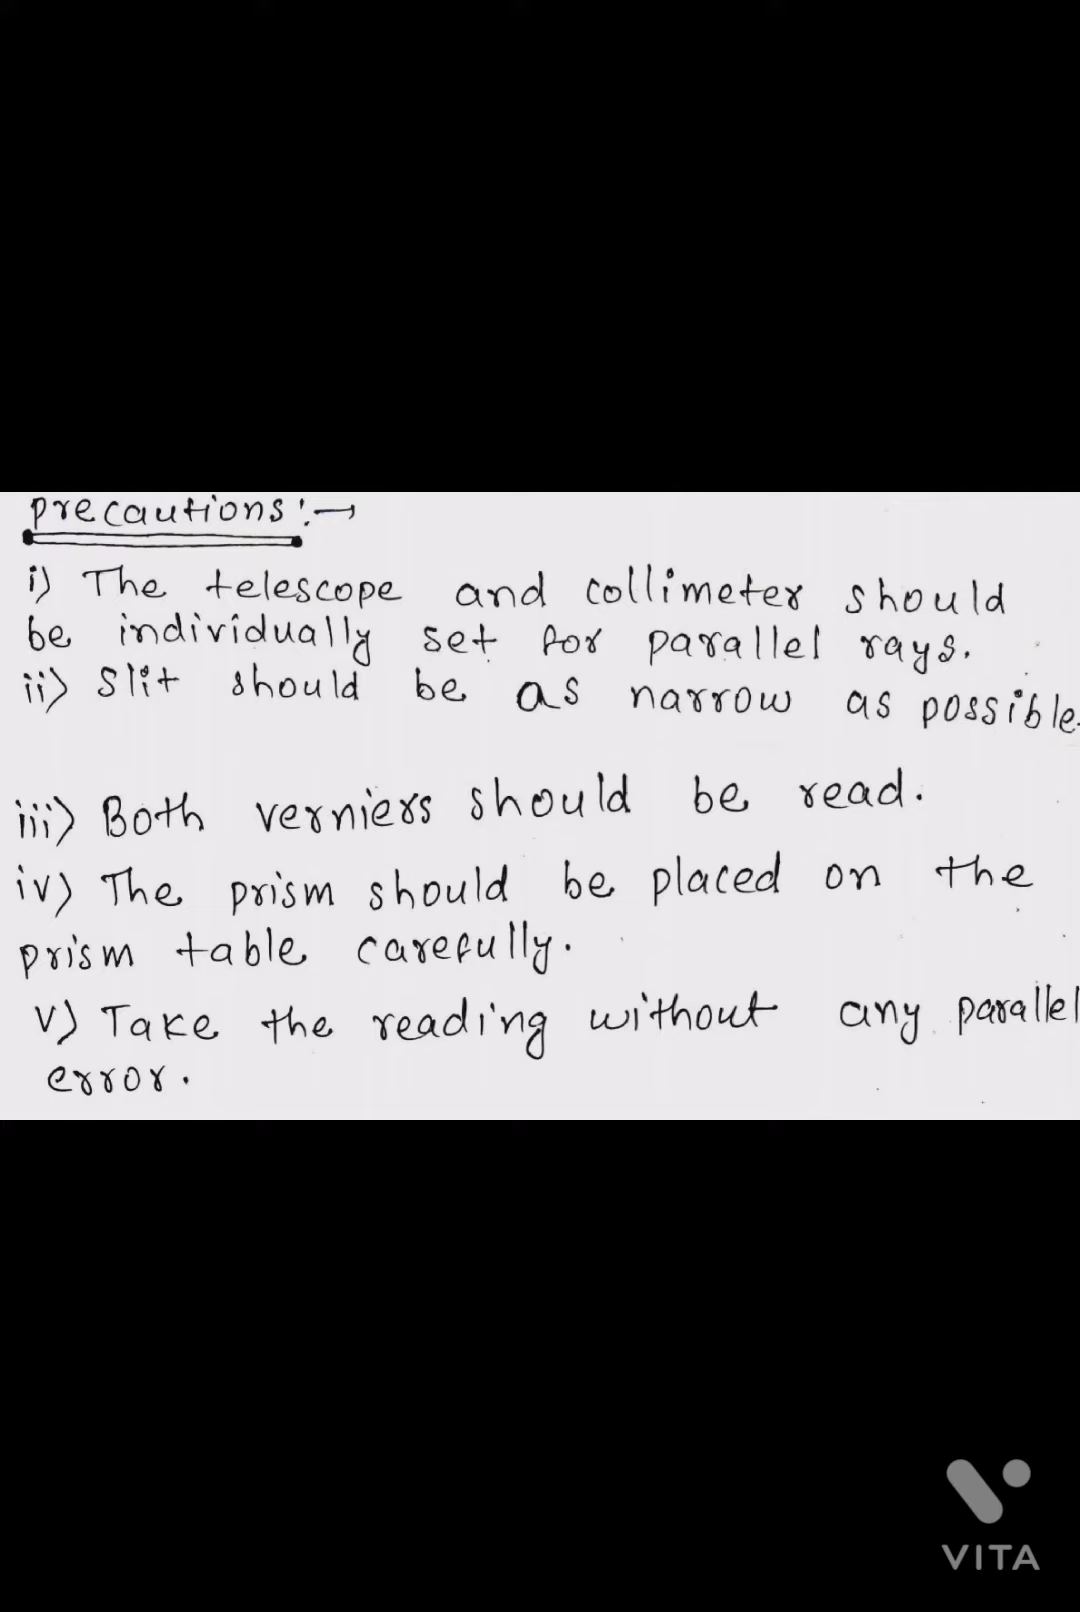 precautions :→
i) The telescope and collimeter should
be individually set for parallel rays.
ii) Slit should be as narrow as possible.
iii) Both verniers should be read.
iv) The prism should be placed on the
prism table carefully.
v) Take the reading without any parallel
error.
VITA